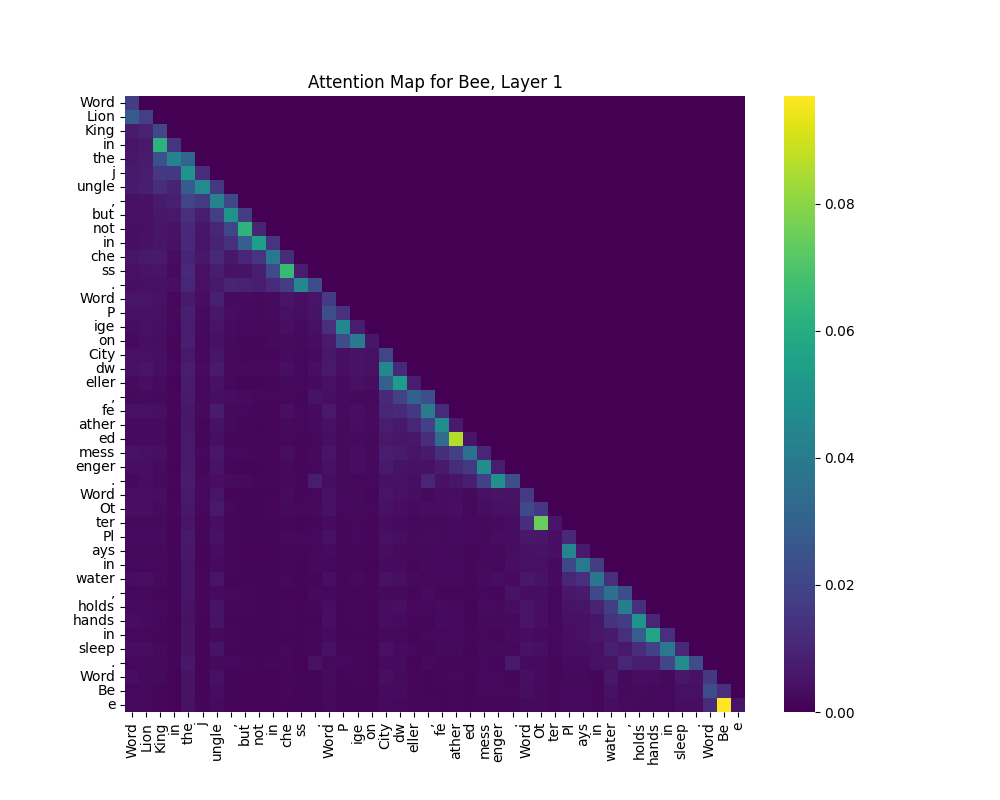 Attention Map for Bee, Layer 1
Word
Lion
King
in
the
j
ungle
,
but
not
in
che
ss
.
Word
P
ige
on
City
dw
eller
,
fe
ather
ed
mess
enger
.
Word
Ot
ter
Pl
ays
in
water
,
holds
hands
in
sleep
.
Word
Be
e
Word Lion King in the j ungle , but not in che ss . Word P ige on City dw eller , fe ather ed mess enger . Word Ot ter Pl ays in water , holds hands in sleep . Word Be e
0.08
0.06
0.04
0.02
0.00